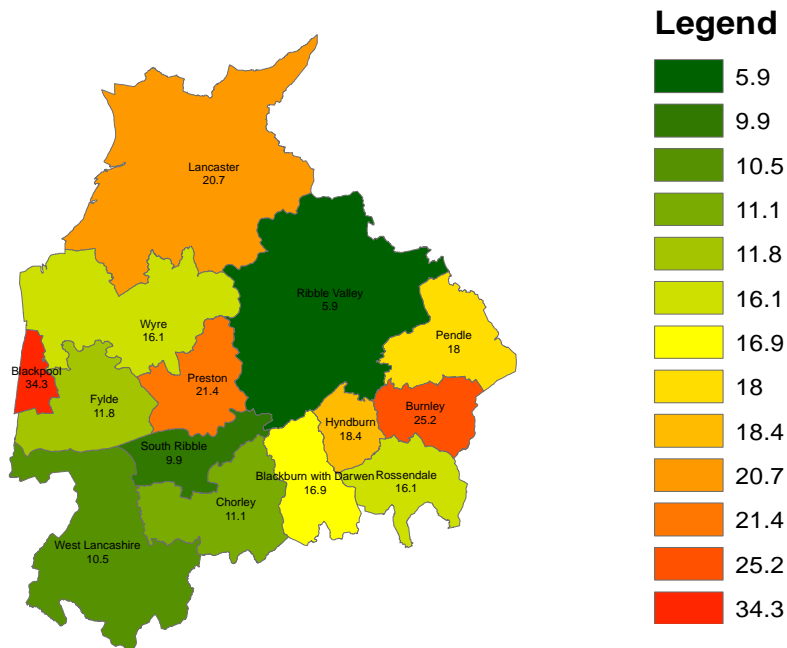 Legend
5.9
9.9
10.5
11.1
11.8
16.1
16.9
18
18.4
20.7
21.4
25.2
34.3
Lancaster
20.7
Ribble Valley
5.9
Wyre
16.1
Pendle
18
Blackpool
34.3
Preston
21.4
Fylde
11.8
Burnley
25.2
Hyndburn
18.4
South Ribble
9.9
Blackburn with Darwen
16.9
Rossendale
16.1
Chorley
11.1
West Lancashire
10.5